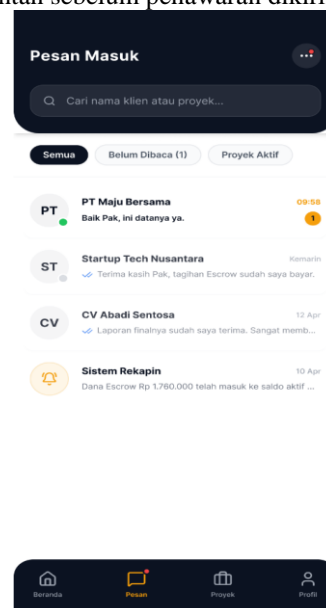 sebelum penawaran
Pesan Masuk
Cari nama klien atau proyek...
Semua
Belum Dibaca (1)
Proyek Aktif
PT
PT Maju Bersama
09:58
Baik Pak, ini datanya ya.
1
ST
Startup Tech Nusantara
Kemarin
Terima kasih Pak, tagihan Escrow sudah saya bayar.
CV
CV Abadi Sentosa
12 Apr
Laporan finalnya sudah saya terima. Sangat memb...
Sistem Rekapin
10 Apr
Dana Escrow Rp 1.760.000 telah masuk ke saldo aktif ...
Beranda
Pesan
Proyek
Profil